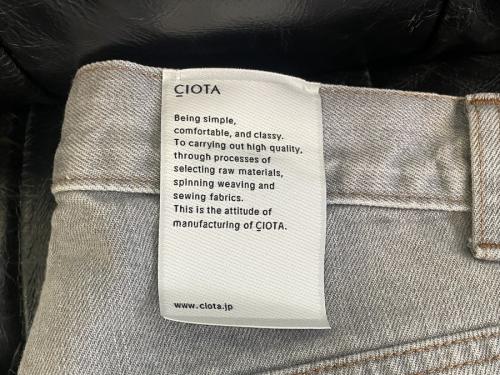 ÇIOTA
Being simple,
comfortable, and classy.
To carrying out high quality,
through processes of
selecting raw materials,
spinning weaving and
sewing fabrics.
This is the attitude of
manufacturing of ÇIOTA.
www.ciota.jp